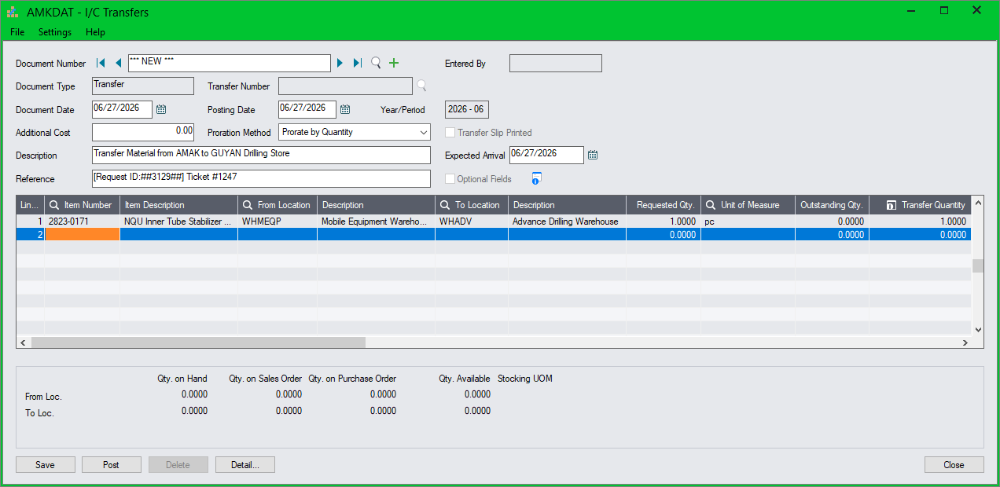 AMKDAT - I/C Transfers
File Settings Help
Document Number *** NEW *** Entered By
Document Type Transfer Transfer Number
Document Date 06/27/2026 Posting Date 06/27/2026 Year/Period 2026 - 06
Additional Cost 0.00 Proration Method Prorate by Quantity Transfer Slip Printed
Description Transfer Material from AMAK to GUYAN Drilling Store Expected Arrival 06/27/2026
Reference [Request ID:##3129##] Ticket #1247 Optional Fields
Lin... Item Number Item Description From Location Description To Location Description Requested Qty. Unit of Measure Outstanding Qty. Transfer Quantity
1 2823-0171 NQU Inner Tube Stabilizer ... WHMEQP Mobile Equipment Wareho... WHADV Advance Drilling Warehouse 1.0000 pc 0.0000 1.0000
2 0.0000 0.0000 0.0000
Qty. on Hand Qty. on Sales Order Qty. on Purchase Order Qty. Available Stocking UOM
From Loc. 0.0000 0.0000 0.0000 0.0000
To Loc. 0.0000 0.0000 0.0000 0.0000
Save Post Delete Detail... Close